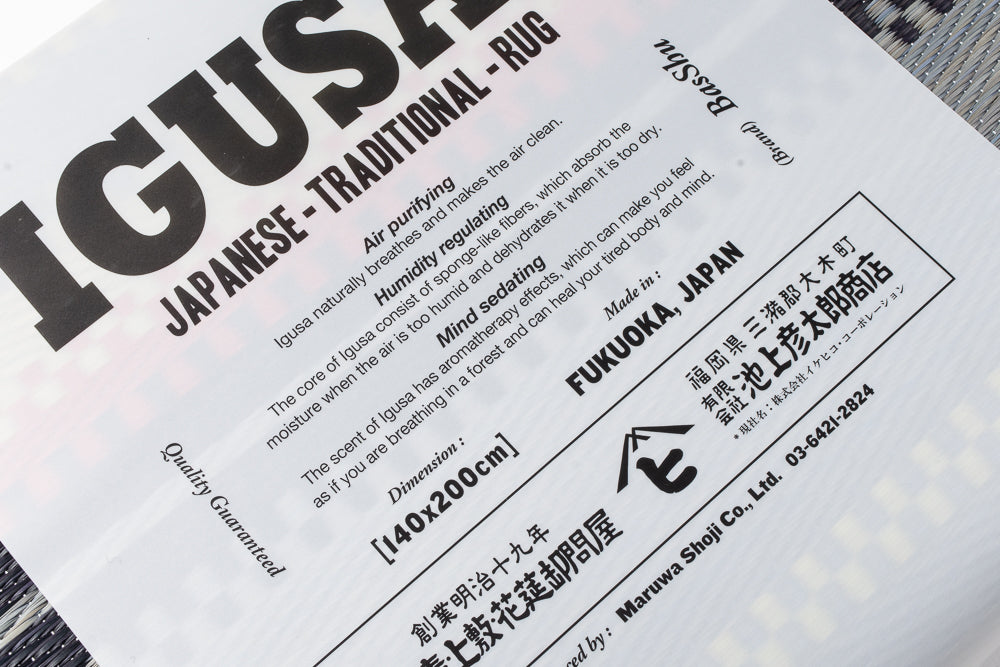 IGUSA
JAPANESE - TRADITIONAL - RUG
BasShu
(Brand)
Air purifying
Igusa naturally breathes and makes the air clean.
Humidity regulating
The core of Igusa consist of sponge-like fibers, which absorb the
moisture when the air is too humid and dehydrates it when it is too dry.
Mind sedating
The scent of Igusa has aromatherapy effects, which can make you feel
as if you are breathing in a forest and can heal your tired body and mind.
Quality Guaranteed
Dimension :
[140x200cm]
Made in :
FUKUOKA, JAPAN
創業明治十九年
上敷・花莚卸問屋
ヒ
福岡県三潴郡大木町
有限会社 池上彦太郎商店
*現社名：株式会社イケヒコ・コーポレーション
by : Maruwa Shoji Co., Ltd. 03-6421-2824